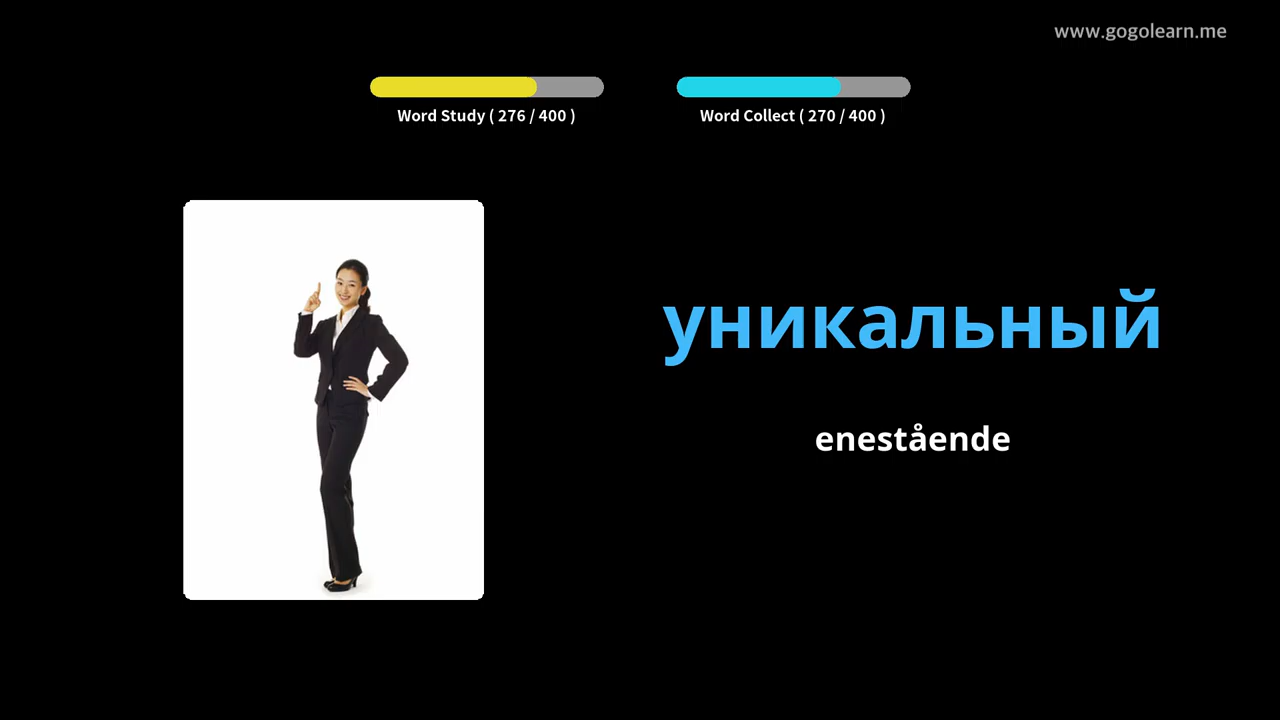 www.gogolearn.me
Word Study ( 276 / 400 )
Word Collect ( 270 / 400 )
уникальный
enestående